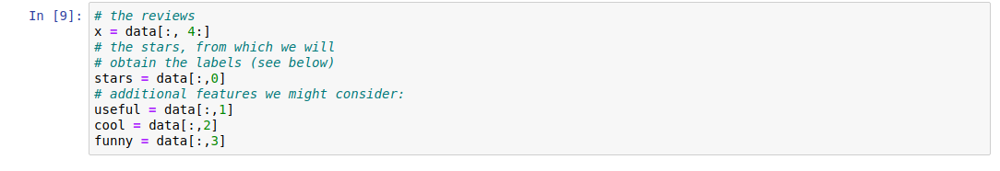 In [9]: # the reviews
x = data[:, 4:]
# the stars, from which we will
# obtain the labels (see below)
stars = data[:,0]
# additional features we might consider:
useful = data[:,1]
cool = data[:,2]
funny = data[:,3]